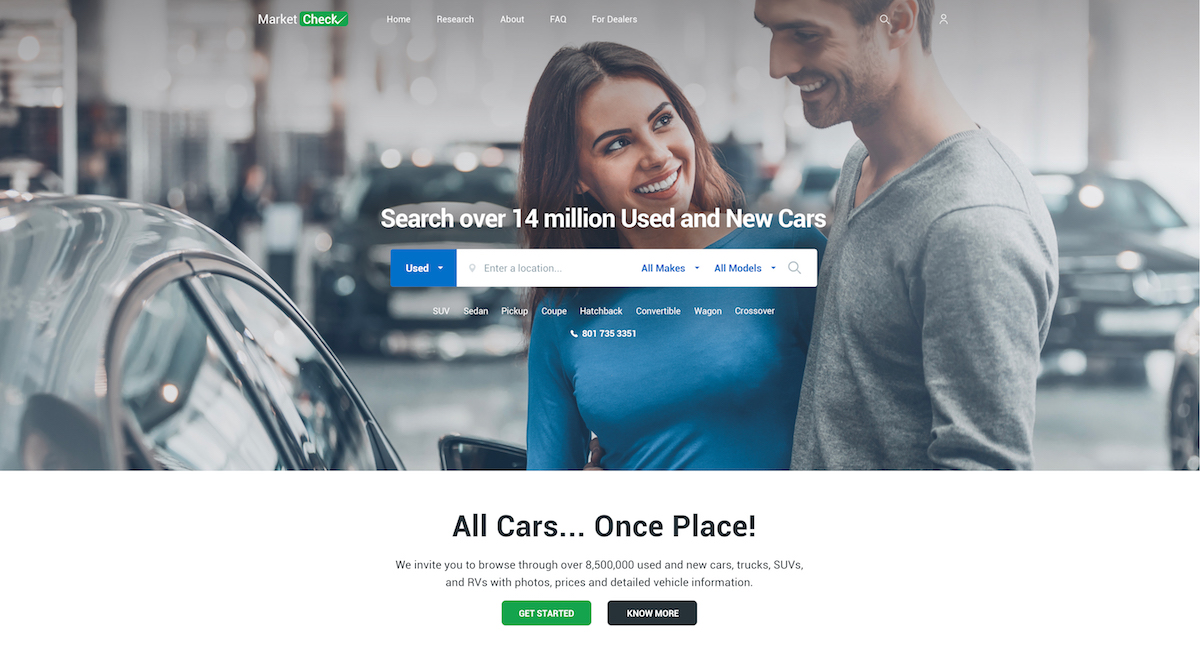 Market Check Home Research About FAQ For Dealers
Search over 14 million Used and New Cars
Used Enter a location... All Makes All Models
SUV Sedan Pickup Coupe Hatchback Convertible Wagon Crossover
801 735 3351
All Cars... Once Place!
We invite you to browse through over 8,500,000 used and new cars, trucks, SUVs,
and RVs with photos, prices and detailed vehicle information.
GET STARTED KNOW MORE